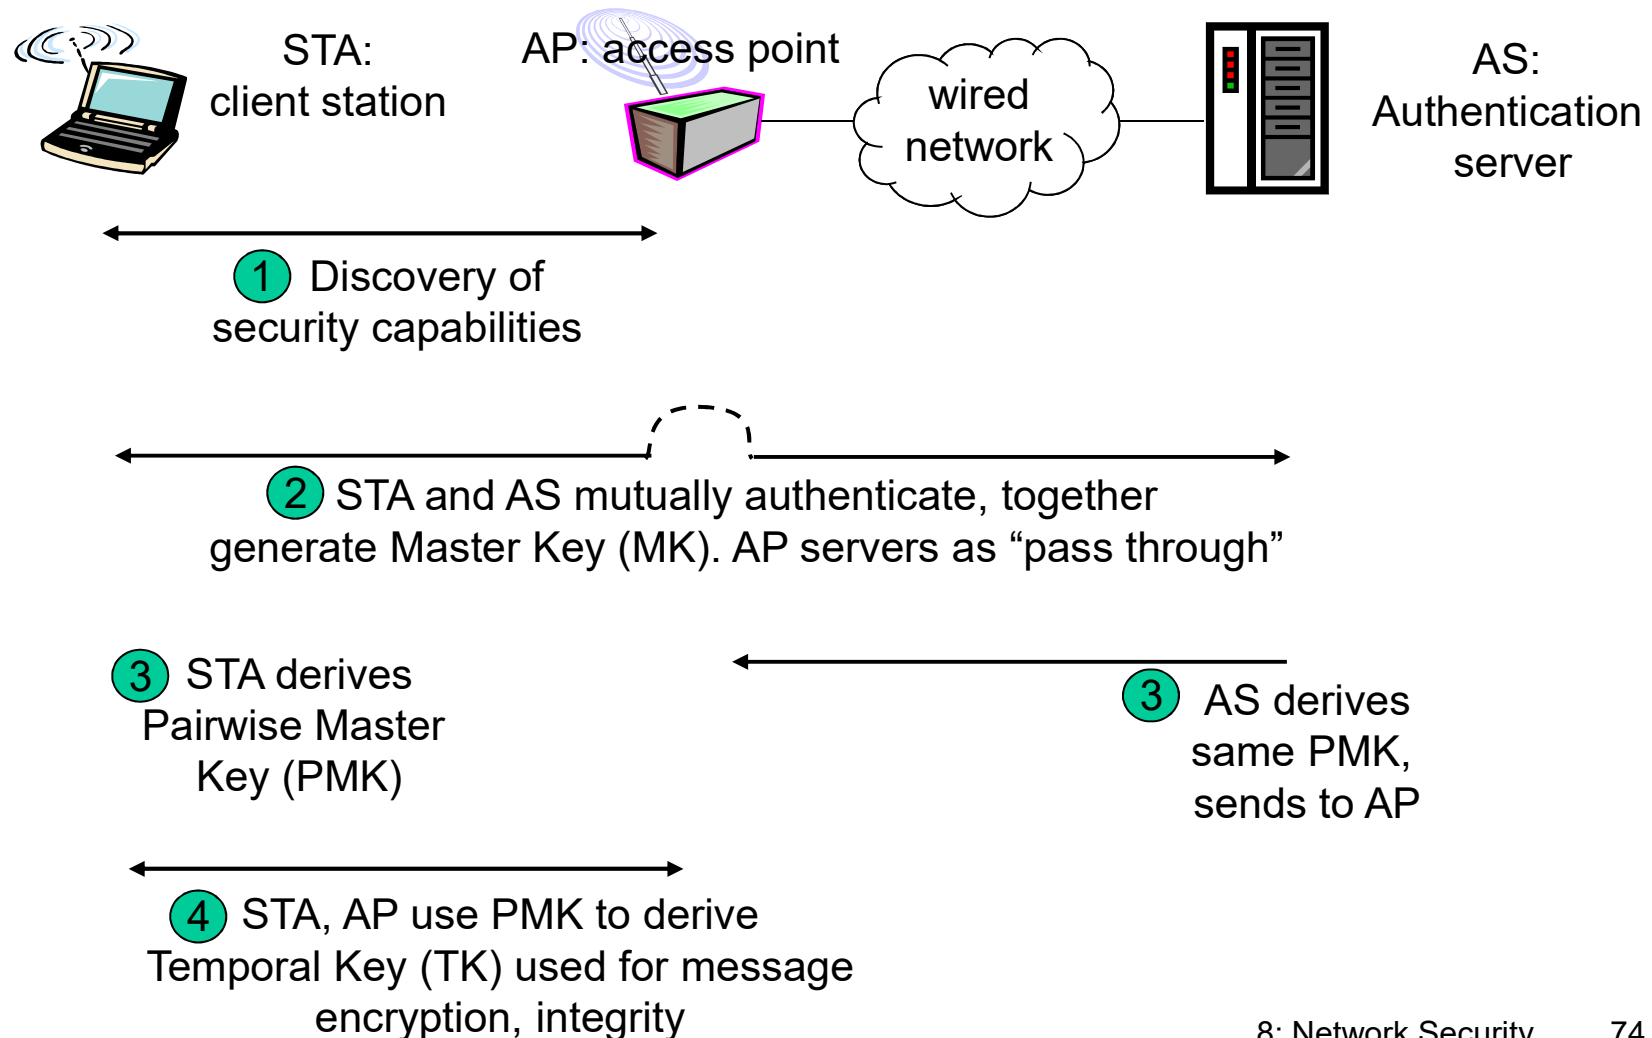 STA:
client station
AP: access point
wired
network
AS:
Authentication
server
1 Discovery of
security capabilities
2 STA and AS mutually authenticate, together
generate Master Key (MK). AP servers as “pass through”
3 STA derives
Pairwise Master
Key (PMK)
3 AS derives
same PMK,
sends to AP
4 STA, AP use PMK to derive
Temporal Key (TK) used for message
encryption, integrity
8: Network Security 74